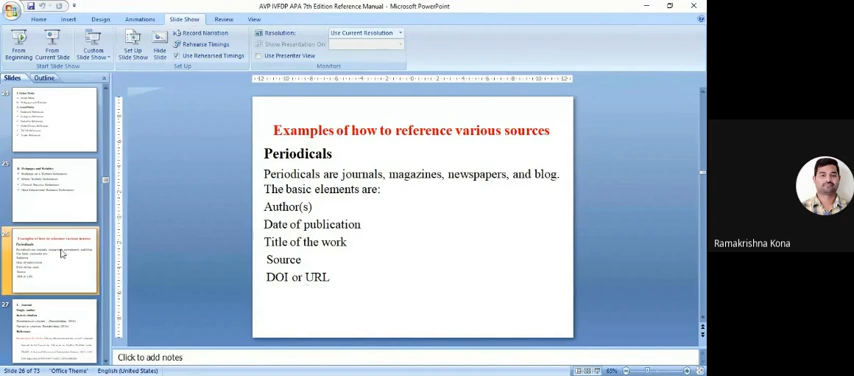 AVP IVFDP APA 7th Edition Reference Manual - Microsoft PowerPoint
Home Insert Design Animations Slide Show Review View
From Beginning
From Current Slide
Custom Slide Show
Set Up Slide Show
Hide Slide
Record Narration
Rehearse Timings
Use Rehearsed Timings
Resolution: Use Current Resolution
Show Presentation On:
Use Presenter View
Start Slide Show Set Up Monitors
Slides Outline
25
27
Examples of how to reference various sources
Periodicals
Periodicals are journals, magazines, newspapers, and blog.
The basic elements are:
Author(s)
Date of publication
Title of the work
Source
DOI or URL
Ramakrishna Kona
Click to add notes
Slide 26 of 73 "Office Theme" English (United States) 65%